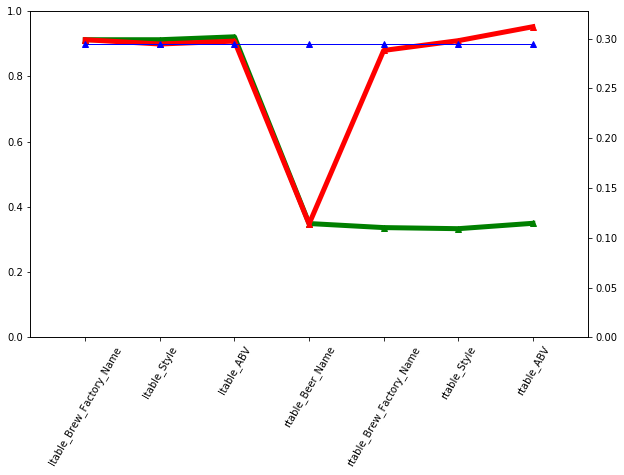 1.0
0.8
0.6
0.4
0.2
0.0
0.30
0.25
0.20
0.15
0.10
0.05
0.00
ltable_Brew_Factory_Name
ltable_Style
ltable_ABV
rtable_Beer_Name
rtable_Brew_Factory_Name
rtable_Style
rtable_ABV